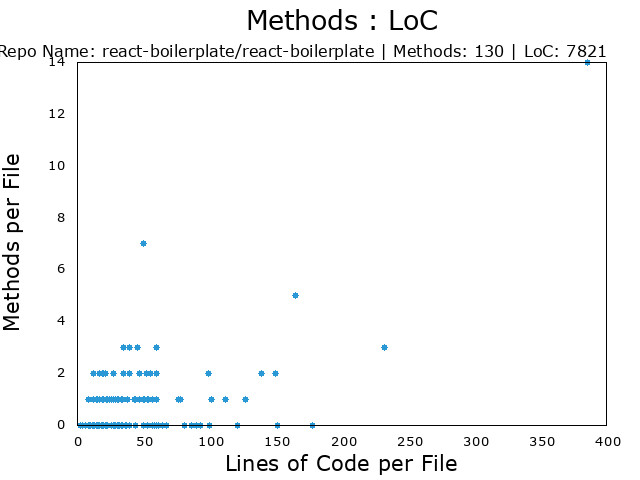 Methods : LoC
Repo Name: react-boilerplate/react-boilerplate | Methods: 130 | LoC: 7821
14
12
10
8
6
4
2
0
Methods per File
0 50 100 150 200 250 300 350 400
Lines of Code per File